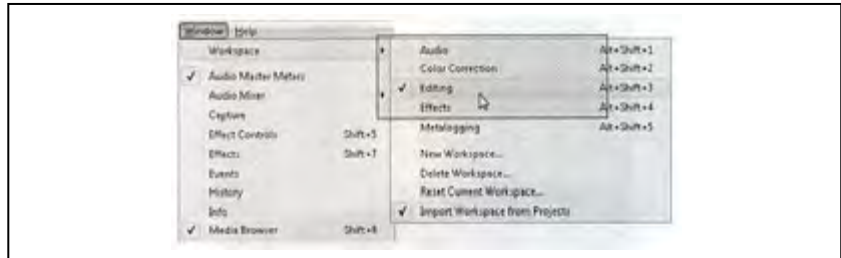 Window Help
Workspace
✓ Audio Master Meters
Audio Mixer
Capture
Effect Controls Shift+5
Effects Shift+7
Events
History
Info
✓ Media Browser Shift+8
Audio Alt+Shift+1
Color Correction Alt+Shift+2
✓ Editing Alt+Shift+3
Effects Alt+Shift+4
Metalogging Alt+Shift+5
New Workspace...
Delete Workspace...
Reset Current Workspace...
✓ Import Workspace from Projects